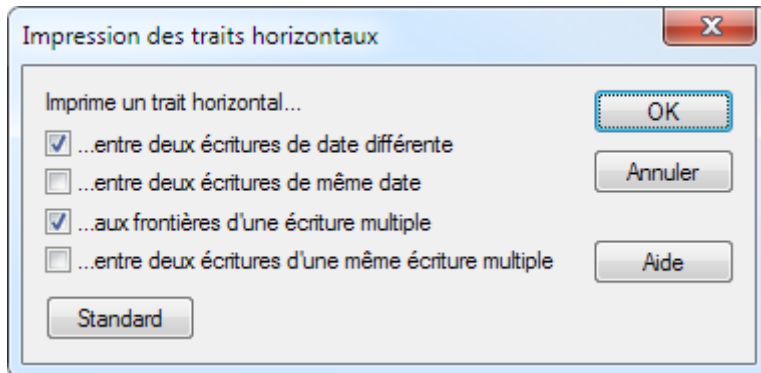 Impression des traits horizontaux
Imprime un trait horizontal...
OK
...entre deux écritures de date différente
...entre deux écritures de même date
Annuler
...aux frontières d'une écriture multiple
...entre deux écritures d'une même écriture multiple
Aide
Standard